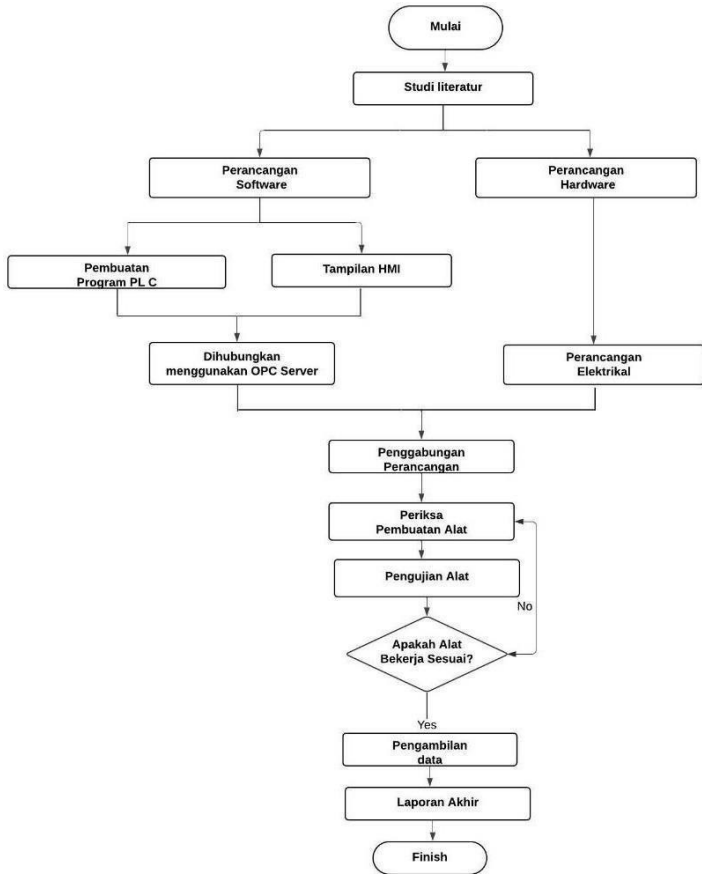 Mulai
Studi literatur
Perancangan
Software
Perancangan
Hardware
Pembuatan
Program PL C
Tampilan HMI
Dihubungkan
menggunakan OPC Server
Perancangan
Elektrikal
Penggabungan
Perancangan
Periksa
Pembuatan Alat
Pengujian Alat
No
Apakah Alat
Bekerja Sesuai?
Yes
Pengambilan
data
Laporan Akhir
Finish